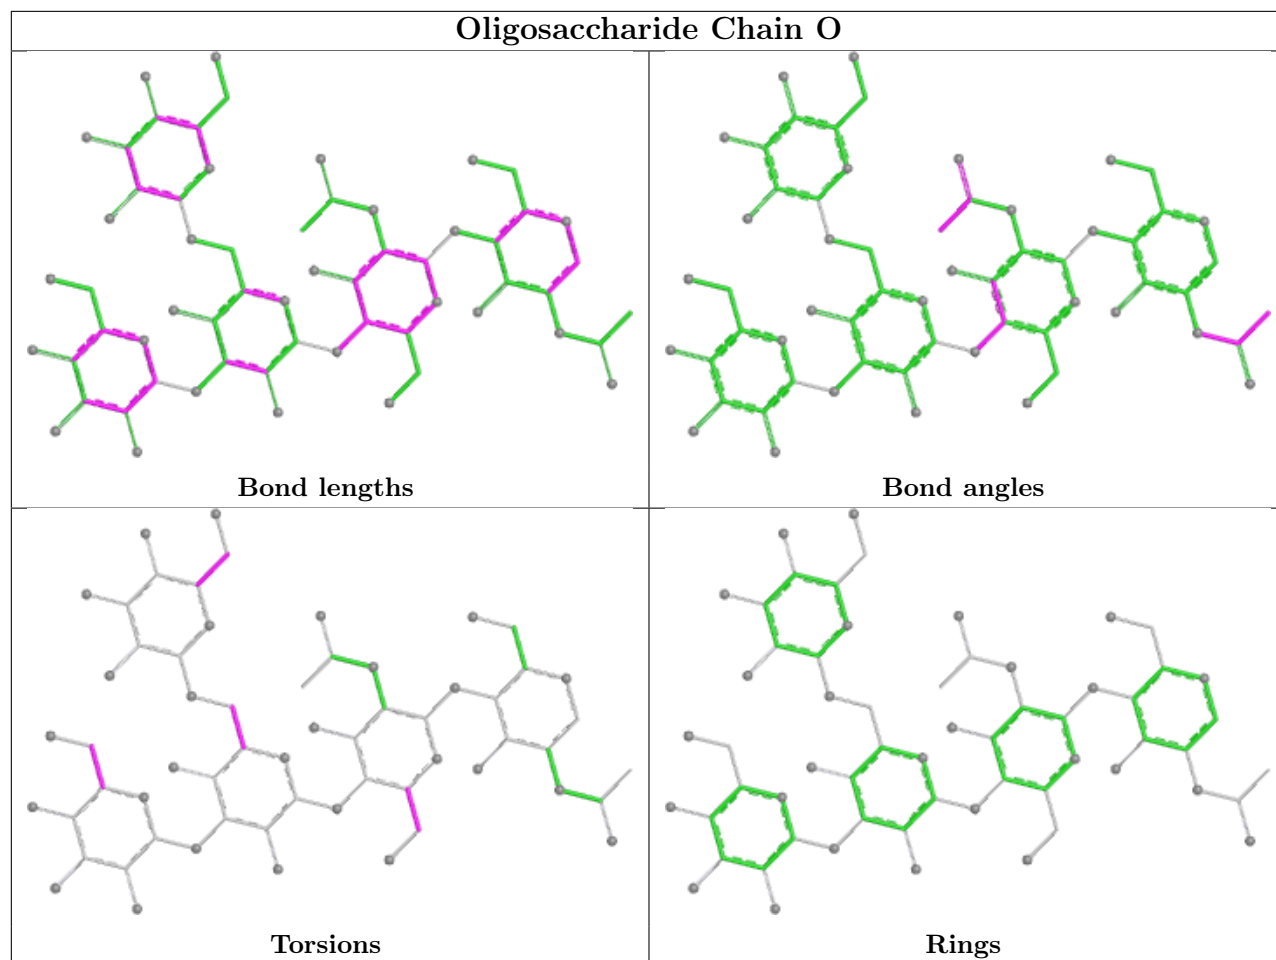 Oligosaccharide Chain O
Bond lengths
Bond angles
Torsions
Rings